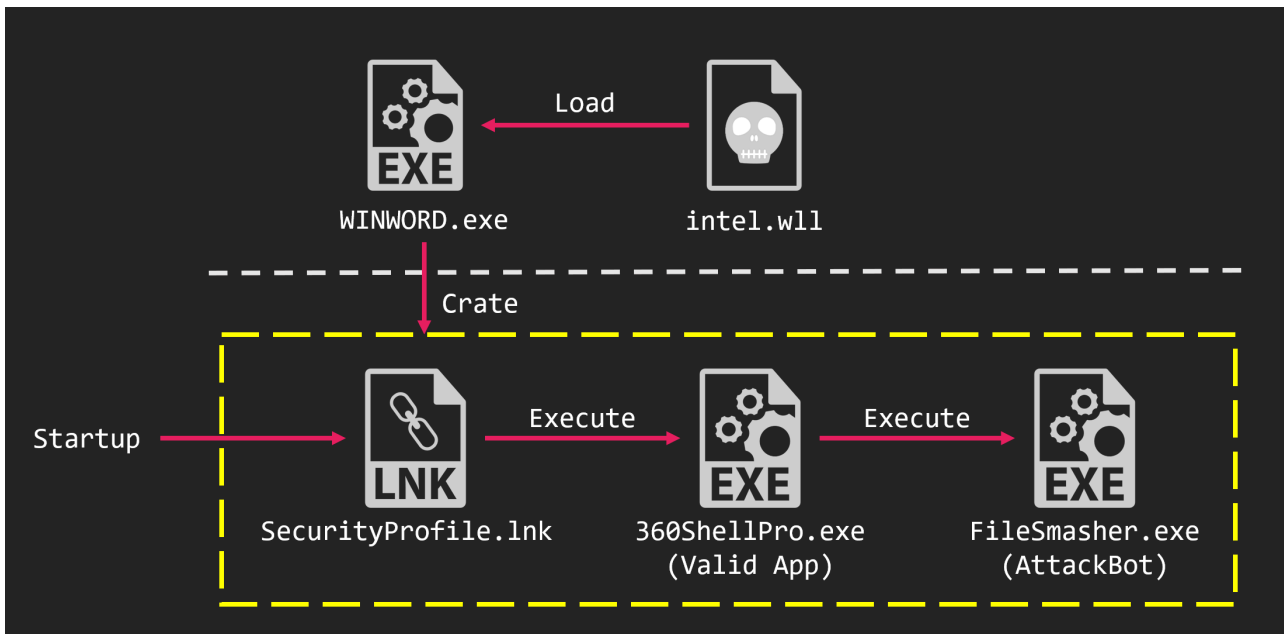 Load
EXE
WINWORD.exe
intel.wll
Crate
Startup
Execute
Execute
LNK
EXE
EXE
SecurityProfile.lnk
360ShellPro.exe
(Valid App)
FileSmasher.exe
(AttackBot)